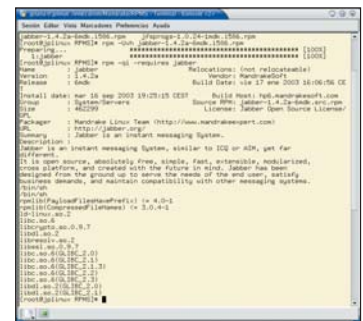 Sesión Editar Vista Marcadores Preferencias Ayuda
jabber-1.4.2a-6mdk.i586.rpm jfsprogs-1.0.24-1mdk.i586.rpm
[root@jplinux RPMS]# rpm -Uvh jabber-1.4.2a-6mdk.i586.rpm
Preparing... ########################################### [100%]
1:jabber ########################################### [100%]
[root@jplinux RPMS]# rpm -qi -requires jabber
Name : jabber Relocations: (not relocateable)
Version : 1.4.2a Vendor: MandrakeSoft
Release : 6mdk Build Date: vie 17 ene 2003 16:06:56 CE
T
Install date: mar 16 sep 2003 19:25:15 CEST Build Host: hp6.mandrakesoft.com
Group : System/Servers Source RPM: jabber-1.4.2a-6mdk.src.rpm
Size : 462299 License: Jabber Open Source License/
GPL
Packager : Mandrake Linux Team (http://www.mandrakeexpert.com)
URL : http://jabber.org/
Summary : Jabber is an instant messaging System.
Description :
Jabber is an instant messaging System, similar to ICQ or AIM, yet far
different.
It is open source, absolutely free, simple, fast, extensible, modularized,
cross platform, and created with the future in mind. Jabber has been
designed from the ground up to serve the needs of the end user, satisfy
business demands, and maintain compatibility with other messaging systems.
/bin/sh
/bin/sh
rpmlib(PayloadFilesHavePrefix) <= 4.0-1
rpmlib(CompressedFileNames) <= 3.0.4-1
ld-linux.so.2
libc.so.6
libcrypto.so.0.9.7
libdl.so.2
libresolv.so.2
libssl.so.0.9.7
libc.so.6(GLIBC_2.0)
libc.so.6(GLIBC_2.1)
libc.so.6(GLIBC_2.1.3)
libc.so.6(GLIBC_2.2)
libc.so.6(GLIBC_2.3)
libdl.so.2(GLIBC_2.0)
libdl.so.2(GLIBC_2.1)
[root@jplinux RPMS]#